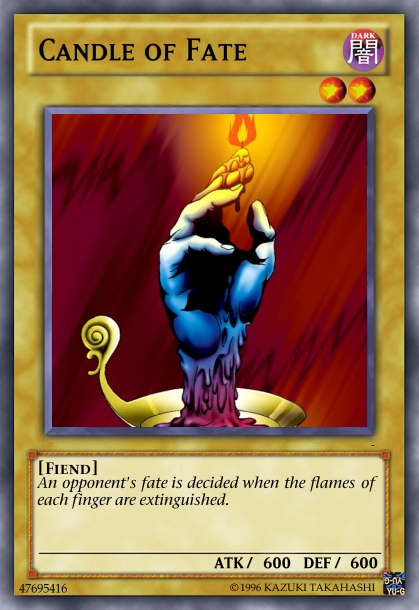 CANDLE OF FATE
DARK
闇
[FIEND]
An opponent's fate is decided when the flames of
each finger are extinguished.
ATK / 600 DEF / 600
47695416
©1996 KAZUKI TAKAHASHI